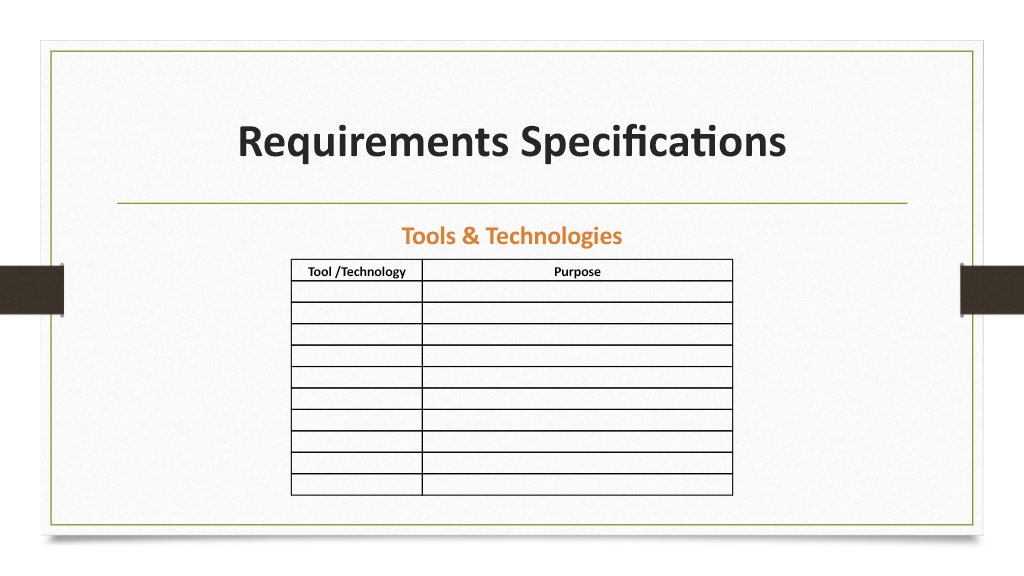 Requirements Specifications
Tools & Technologies
Tool /Technology Purpose